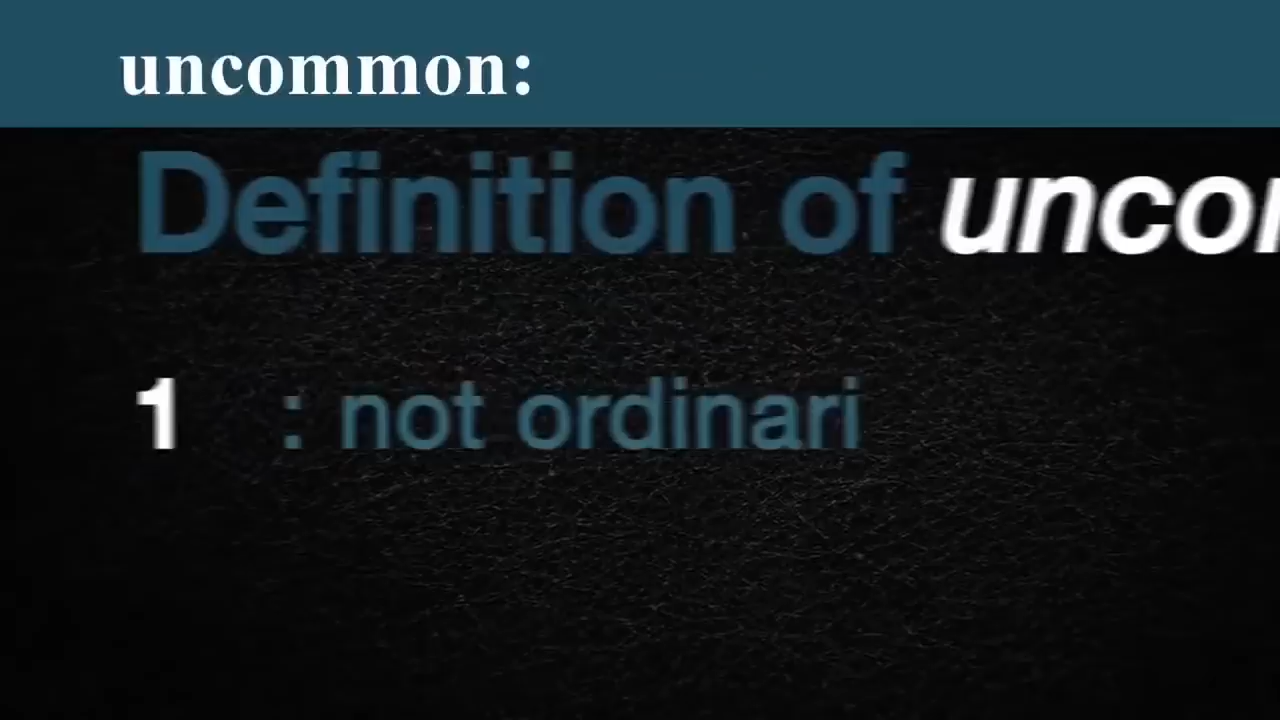 uncommon:
Definition of uncor
1 : not ordinari